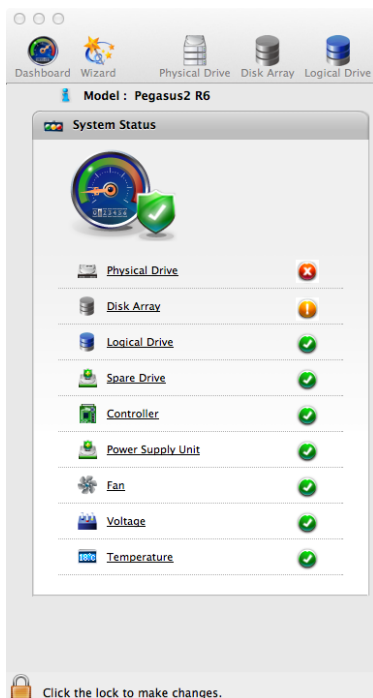 Dashboard Wizard Physical Drive Disk Array Logical Drive
Model : Pegasus2 R6
System Status
Physical Drive
Disk Array
Logical Drive
Spare Drive
Controller
Power Supply Unit
Fan
Voltage
Temperature
Click the lock to make changes.